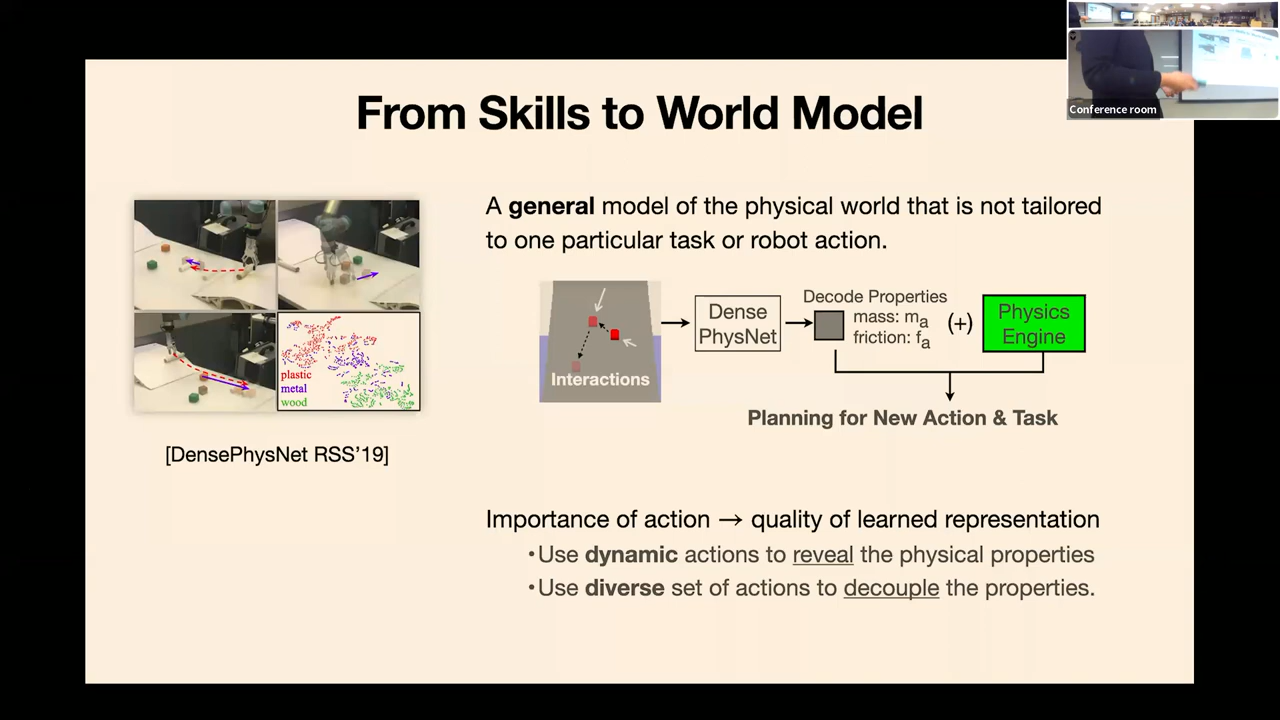 Conference room
From Skills to World Model
A general model of the physical world that is not tailored
to one particular task or robot action.
plastic
metal
wood
[DensePhysNet RSS'19]
Interactions
Dense
PhysNet
Decode Properties
mass: ma
friction: fa
(+)
Physics
Engine
Planning for New Action & Task
Importance of action → quality of learned representation
•Use dynamic actions to reveal the physical properties
•Use diverse set of actions to decouple the properties.